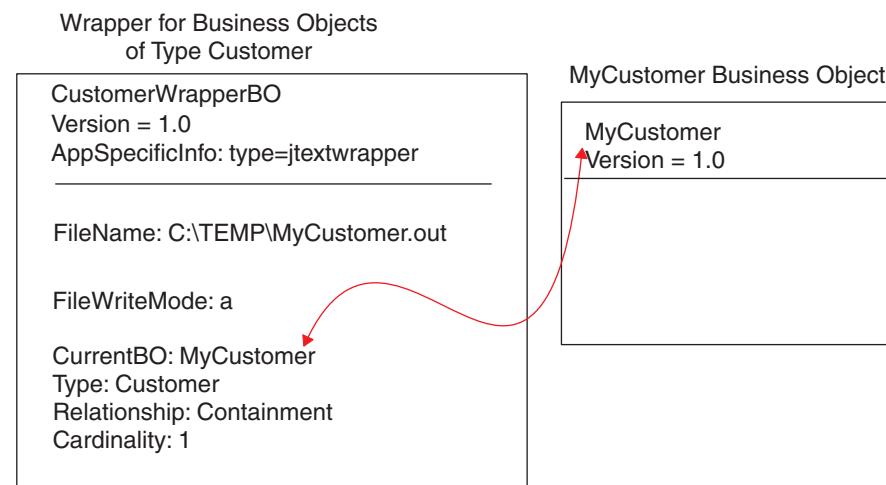 Wrapper for Business Objects
of Type Customer
CustomerWrapperBO
Version = 1.0
AppSpecificInfo: type=jtextwrapper
FileName: C:\TEMP\MyCustomer.out
FileWriteMode: a
CurrentBO: MyCustomer
Type: Customer
Relationship: Containment
Cardinality: 1
MyCustomer Business Object
MyCustomer
Version = 1.0